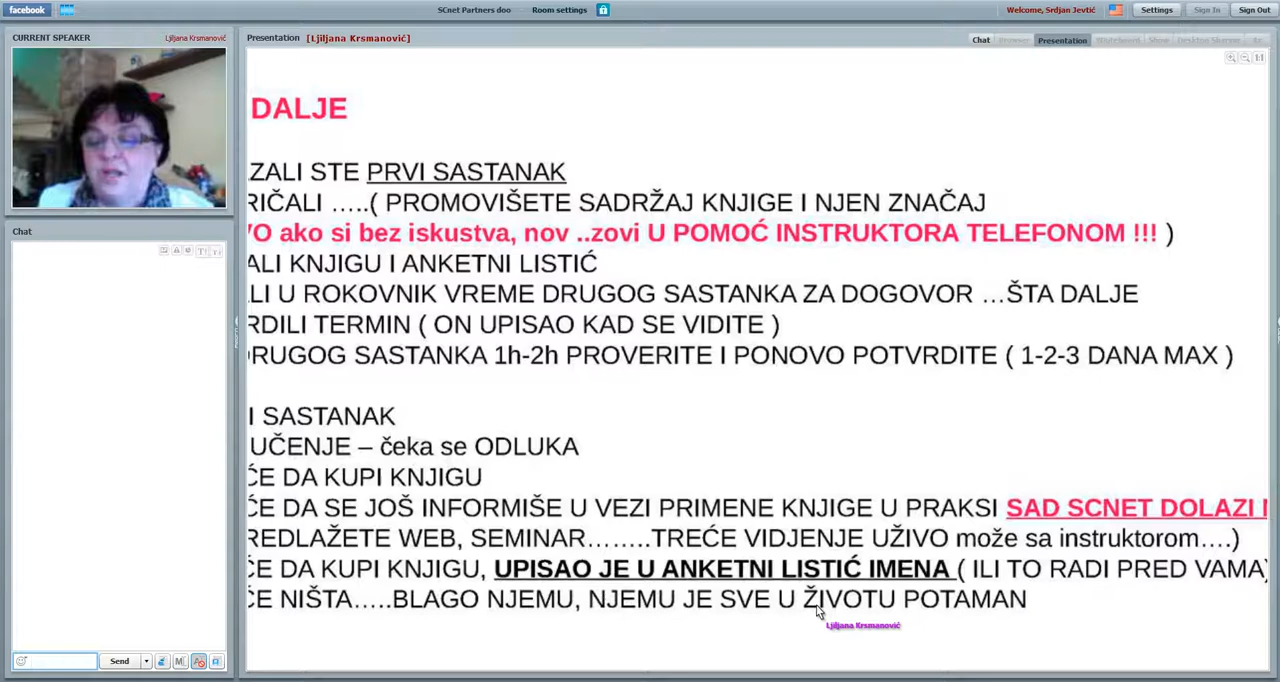 facebook
SCnet Partners doo
Room settings
Welcome, Srdjan Jevtić
Settings
Sign In
Sign Out
CURRENT SPEAKER
Ljiljana Krsmanović
Presentation
[Ljiljana Krsmanović]
Chat
Browser
Presentation
Whiteboard
Show
Desktop Sharing
DALJE
ZALI STE PRVI SASTANAK
RIČALI …..( PROMOVIŠETE SADRŽAJ KNJIGE I NJEN ZNAČAJ
VO ako si bez iskustva, nov ..zovi U POMOĆ INSTRUKTORA TELEFONOM !!! )
ALI KNJIGU I ANKETNI LISTIĆ
LI U ROKOVNIK VREME DRUGOG SASTANKA ZA DOGOVOR …ŠTA DALJE
RDILI TERMIN ( ON UPISAO KAD SE VIDITE )
DRUGOG SASTANKA 1h-2h PROVERITE I PONOVO POTVRDITE ( 1-2-3 DANA MAX )
I SASTANAK
UČENJE – čeka se ODLUKA
ĆE DA KUPI KNJIGU
ĆE DA SE JOŠ INFORMIŠE U VEZI PRIMENE KNJIGE U PRAKSI SAD SCNET DOLAZI
REDLAŽETE WEB, SEMINAR……..TREĆE VIDJENJE UŽIVO može sa instruktorom….)
ĆE DA KUPI KNJIGU, UPISAO JE U ANKETNI LISTIĆ IMENA ( ILI TO RADI PRED VAMA)
ĆE NIŠTA…..BLAGO NJEMU, NJEMU JE SVE U ŽIVOTU POTAMAN
Ljiljana Krsmanović
Chat
Send